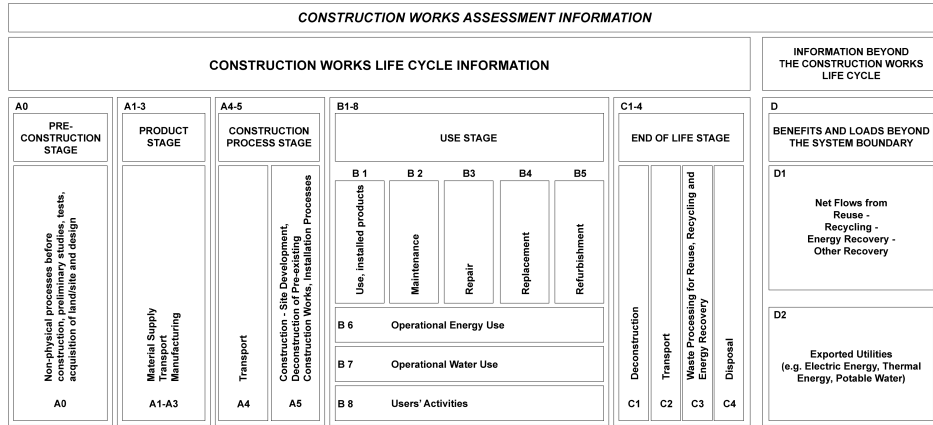 CONSTRUCTION WORKS ASSESSMENT INFORMATION
CONSTRUCTION WORKS LIFE CYCLE INFORMATION
INFORMATION BEYOND
THE CONSTRUCTION WORKS
LIFE CYCLE
A0
PRE-
CONSTRUCTION
STAGE
Non-physical processes before
construction, preliminary studies, tests,
acquisition of land/site and design
A0
A1-3
PRODUCT
STAGE
Material Supply
Transport
Manufacturing
A1-A3
A4-5
CONSTRUCTION
PROCESS STAGE
Transport
A4
Construction - Site Development,
Deconstruction of Pre-existing
Construction Works, Installation Processes
A5
B1-8
USE STAGE
B 1
Use, installed products
B 2
Maintenance
B3
Repair
B4
Replacement
B5
Refurbishment
B 6 Operational Energy Use
B 7 Operational Water Use
B 8 Users' Activities
C1-4
END OF LIFE STAGE
Deconstruction
C1
Transport
C2
Waste Processing for Reuse, Recycling and
Energy Recovery
C3
Disposal
C4
D
BENEFITS AND LOADS BEYOND
THE SYSTEM BOUNDARY
D1
Net Flows from
Reuse -
Recycling -
Energy Recovery -
Other Recovery
D2
Exported Utilities
(e.g. Electric Energy, Thermal
Energy, Potable Water)